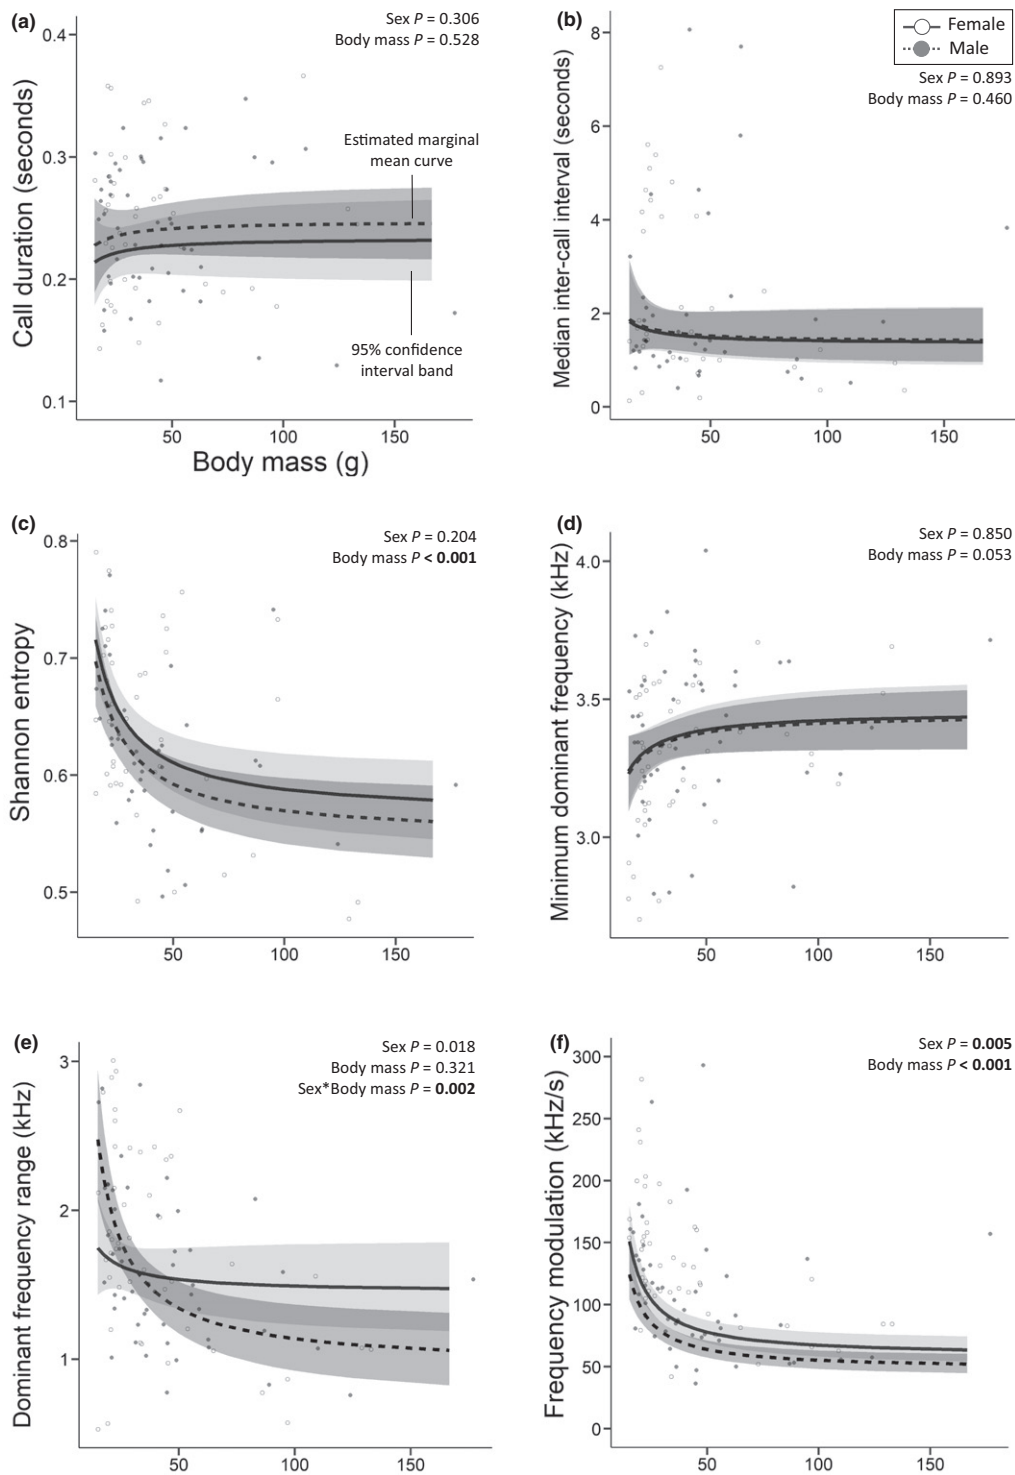 (a)
Sex P = 0.306
Body mass P = 0.528
0.4
0.3
0.2
0.1
Call duration (seconds)
Estimated marginal
mean curve
95% confidence
interval band
50
100
150
Body mass (g)
(b)
Female
Male
Sex P = 0.893
Body mass P = 0.460
8
6
4
2
0
Median inter-call interval (seconds)
50
100
150
(c)
Sex P = 0.204
Body mass P < 0.001
0.8
0.7
0.6
0.5
Shannon entropy
50
100
150
(d)
Sex P = 0.850
Body mass P = 0.053
4.0
3.5
3.0
Minimum dominant frequency (kHz)
50
100
150
(e)
Sex P = 0.018
Body mass P = 0.321
Sex*Body mass P = 0.002
3
2
1
Dominant frequency range (kHz)
50
100
150
(f)
Sex P = 0.005
Body mass P < 0.001
300
250
200
150
100
50
0
Frequency modulation (kHz/s)
50
100
150